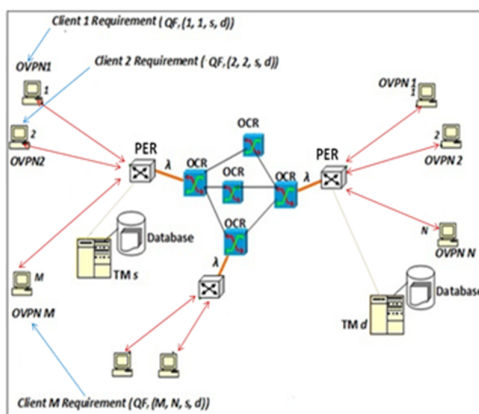 Client 1 Requirement ( QF, (1, 1, s, d))
OVPN1
1
Client 2 Requirement ( QF, (2, 2, s, d))
2
OVPN2
PER
λ
OCR
OCR
OCR
OCR
OCR
λ
PER
OVPN 1
1
2
OVPN 2
N
OVPN N
Database
TM s
λ
M
OVPN M
Database
TM d
Client M Requirement (QF, (M, N, s, d))